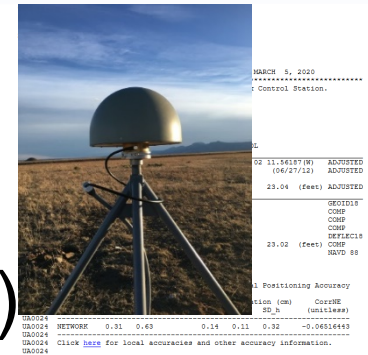 MARCH  5, 2020
***********************
Control Station.
02 11.56187(W)  ADJUSTED
(06/27/12)  ADJUSTED
23.04  (feet) ADJUSTED
GEOID18
COMP
COMP
COMP
DEFLEC18
23.02  (feet) COMP
NAVD 88
l Positioning Accuracy
ation (cm)  CorrNE
SD_h  (unitless)
UA0024  -------------------------------------------------------------------
UA0024  NETWORK  0.31  0.63  0.14  0.11  0.32  -0.06516443
UA0024  -------------------------------------------------------------------
UA0024  Click here for local accuracies and other accuracy information.
UA0024
)